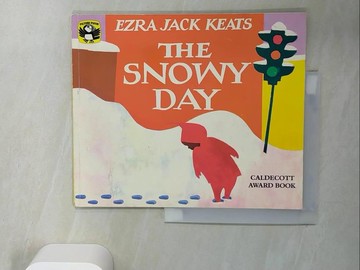 EZRA JACK KEATS
THE
SNOWY
DAY
CALDECOTT
AWARD BOOK